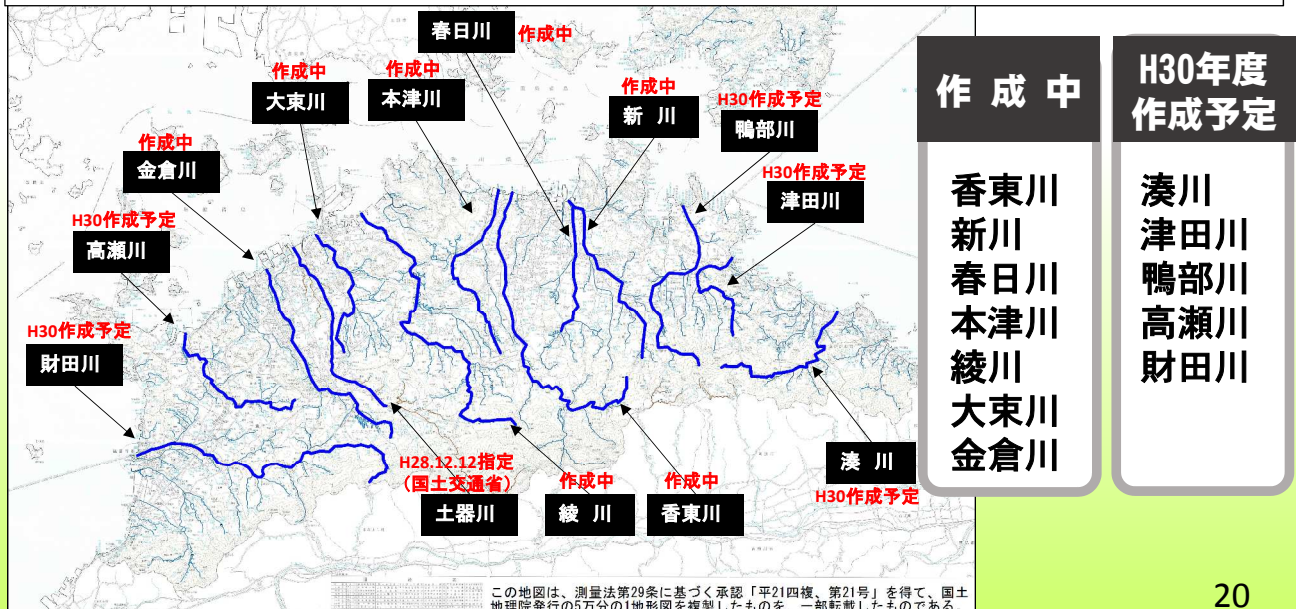 春日川
作成中
作成中
大束川
作成中
本津川
作成中
新 川
H30作成予定
鴨部川
作成中
金倉川
H30作成予定
津田川
H30作成予定
高瀬川
H30作成予定
財田川
H28.12.12指定
（国土交通省）
土器川
作成中
綾 川
作成中
香東川
湊 川
H30作成予定
作 成 中
香東川
新川
春日川
本津川
綾川
大束川
金倉川
H30年度
作成予定
湊川
津田川
鴨部川
高瀬川
財田川
この地図は、測量法第29条に基づく承認「平21四複、第21号」を得て、国土
地理院発行の5万分の1地形図を複製したものを、一部転載したものである。
20